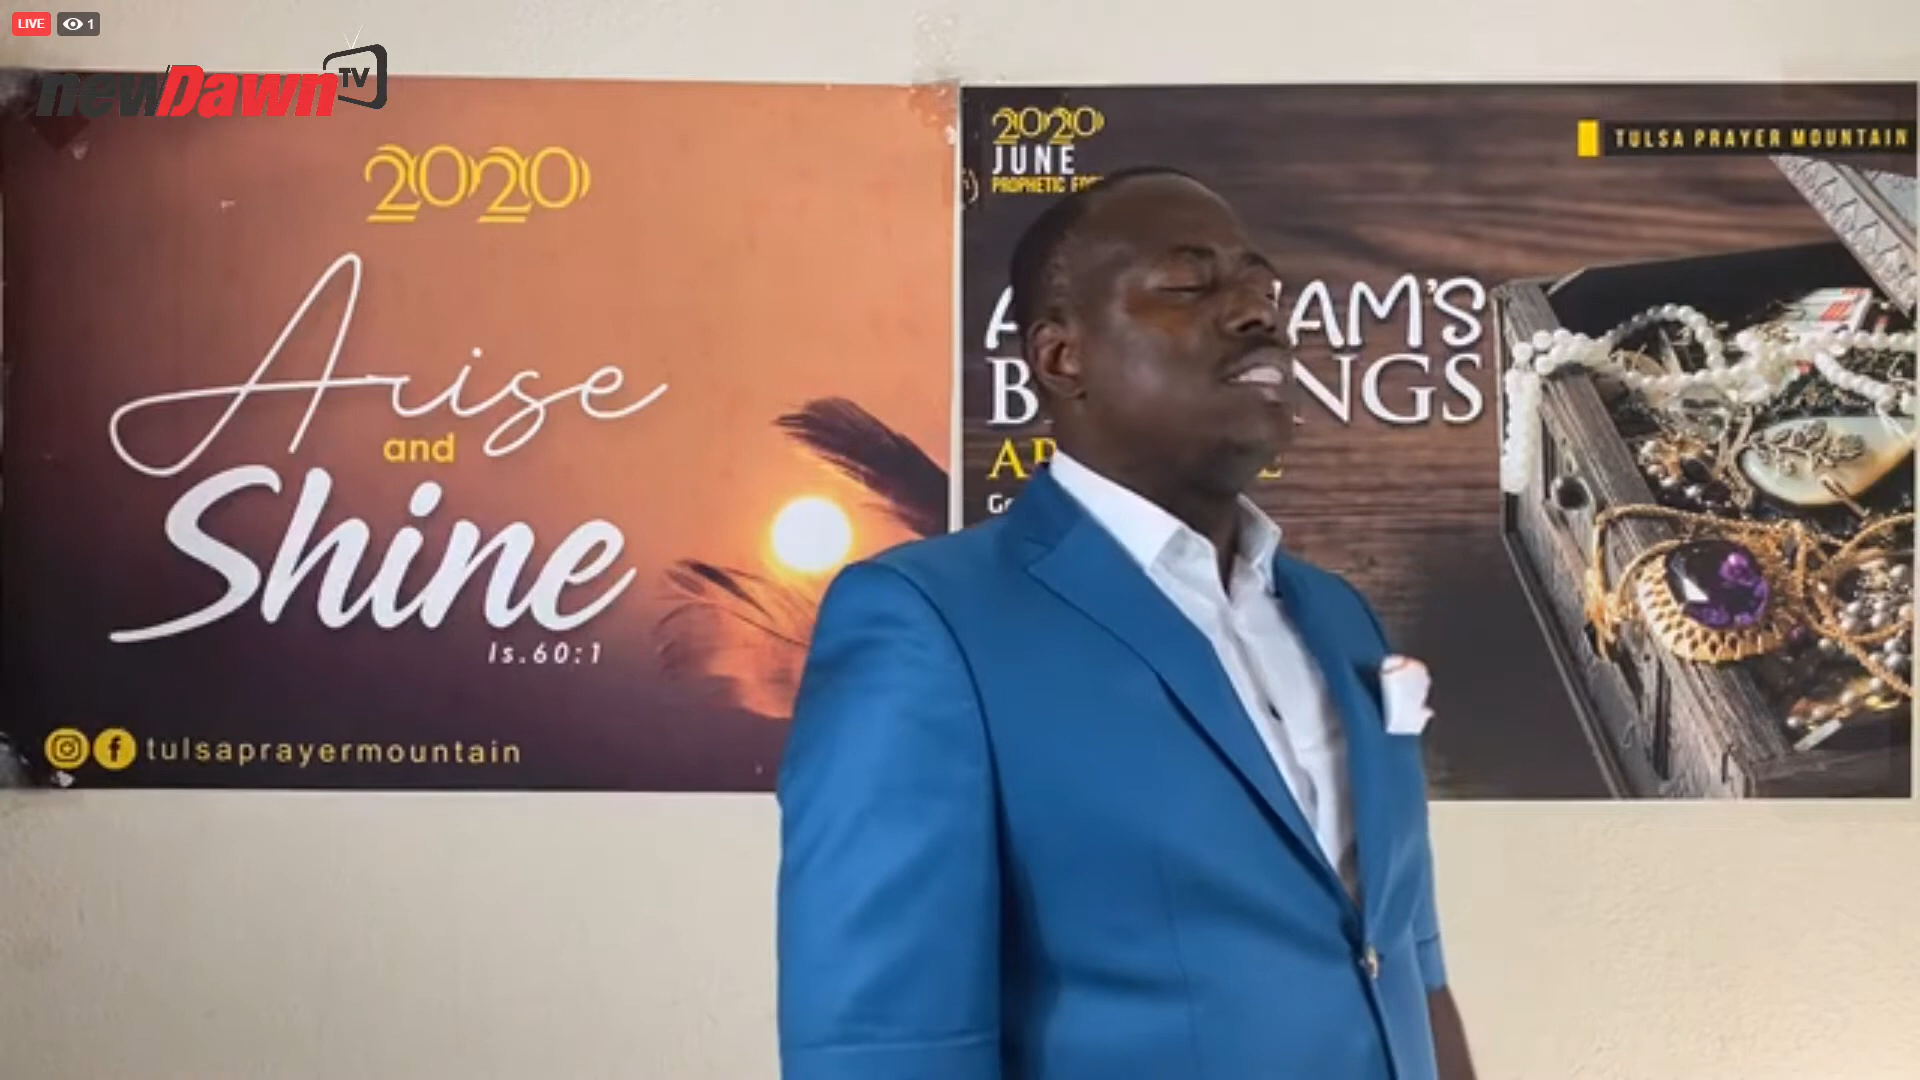 LIVE 1
newDawn TV
2020
Arise
and
Shine
Is.60:1
tulsaprayermountain
2020
JUNE
PROPHETIC
TULSA PRAYER MOUNTAIN
AM'S
B NGS